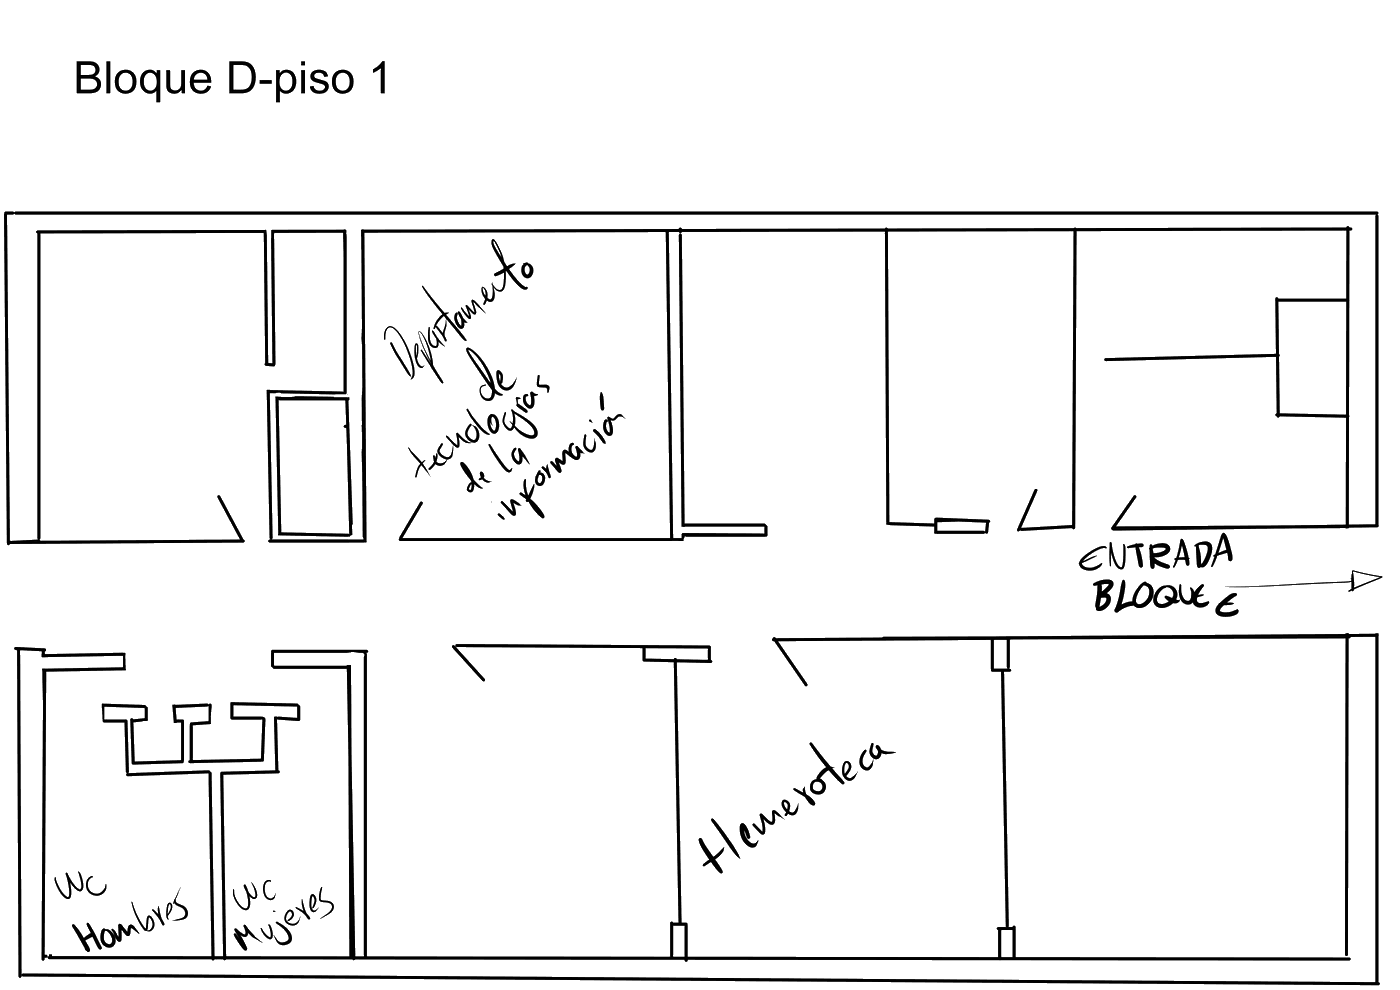 Bloque D-piso 1
Departamento
de
tecnologías
de la
información
ENTRADA
BLOQUE E
Hemeroteca
WC
Hombres
WC
Mujeres